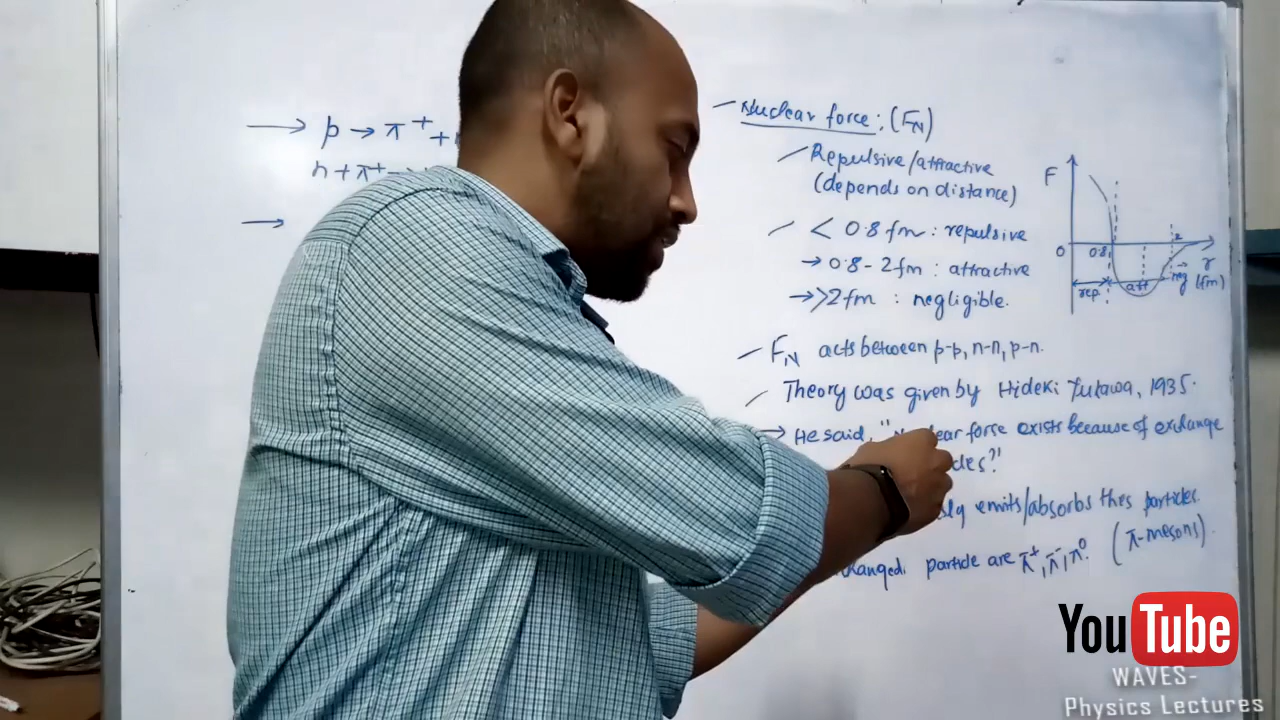 → p → π⁺ +
n + π⁺ →
→
– Nuclear force : (F_N)
– Repulsive/attractive
(depends on distance)
– < 0.8 fm : repulsive
→ 0.8 – 2 fm : attractive
→ >2 fm : negligible.
F
0 0.8 2 r
(fm)
rep. att neg
– F_N acts between p-p, n-n, p-n.
– Theory was given by Hideki Yukawa, 1935.
→ He said, " force exists because of exchange
"
emits/absorbs thes particles.
particle are π⁺, π⁻, π⁰. (π-mesons).
YouTube
WAVES-
Physics Lectures